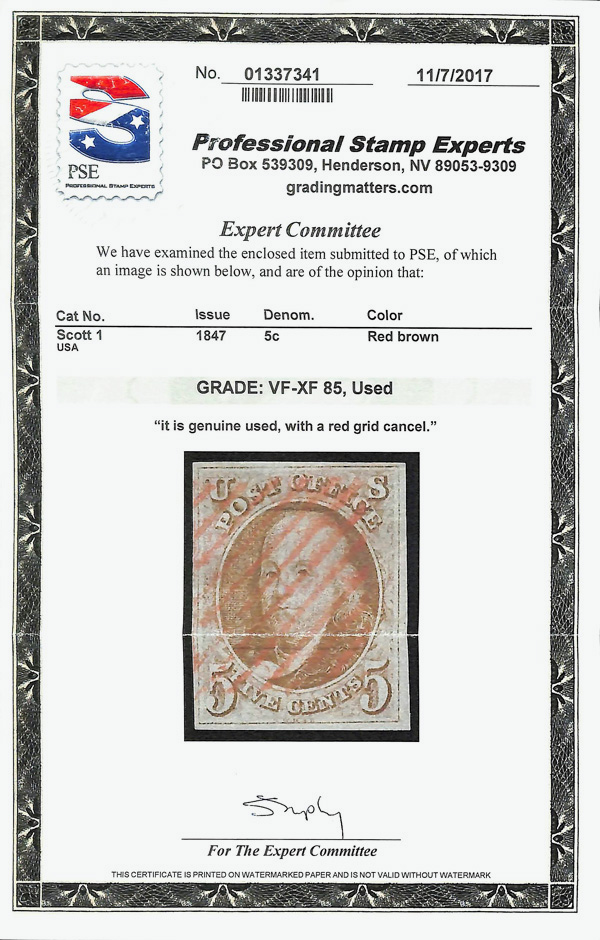 No. 01337341 11/7/2017
PSE
PROFESSIONAL STAMP EXPERTS
Professional Stamp Experts
PO Box 539309, Henderson, NV 89053-9309
gradingmatters.com
Expert Committee
We have examined the enclosed item submitted to PSE, of which
an image is shown below, and are of the opinion that:
Cat No. Issue Denom. Color
Scott 1 1847 5c Red brown
USA
GRADE: VF-XF 85, Used
“it is genuine used, with a red grid cancel.”
U S
POST OFFICE
5 FIVE CENTS 5
For The Expert Committee
THIS CERTIFICATE IS PRINTED ON WATERMARKED PAPER AND IS NOT VALID WITHOUT WATERMARK